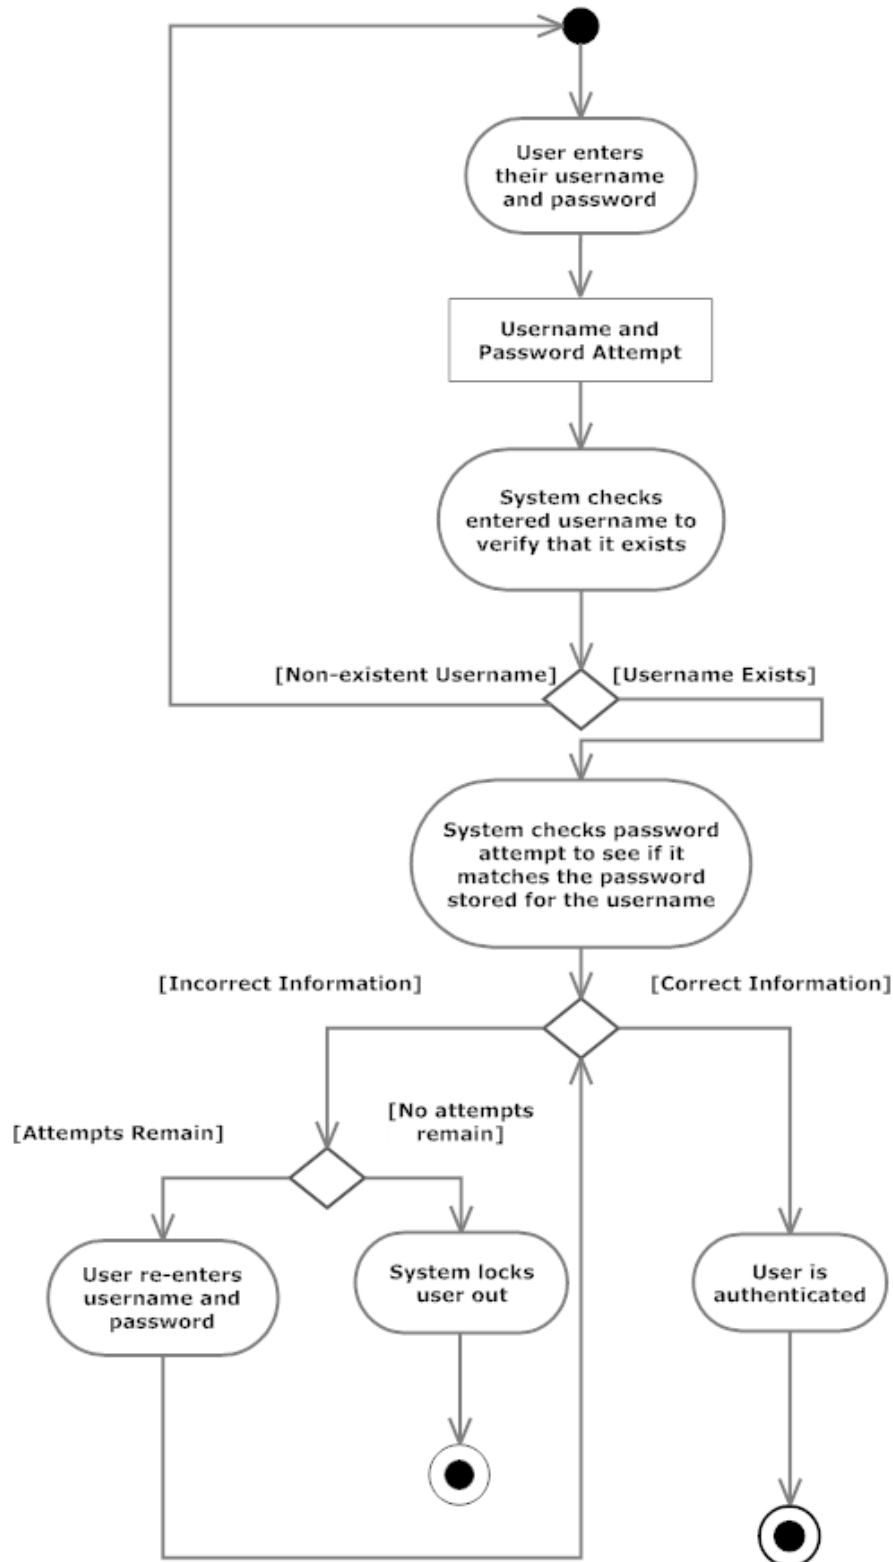 User enters
their username
and password
Username and
Password Attempt
System checks
entered username to
verify that it exists
[Non-existent Username]
[Username Exists]
System checks password
attempt to see if it
matches the password
stored for the username
[Incorrect Information]
[Correct Information]
[Attempts Remain]
[No attempts
remain]
User re-enters
username and
password
System locks
user out
User is
authenticated